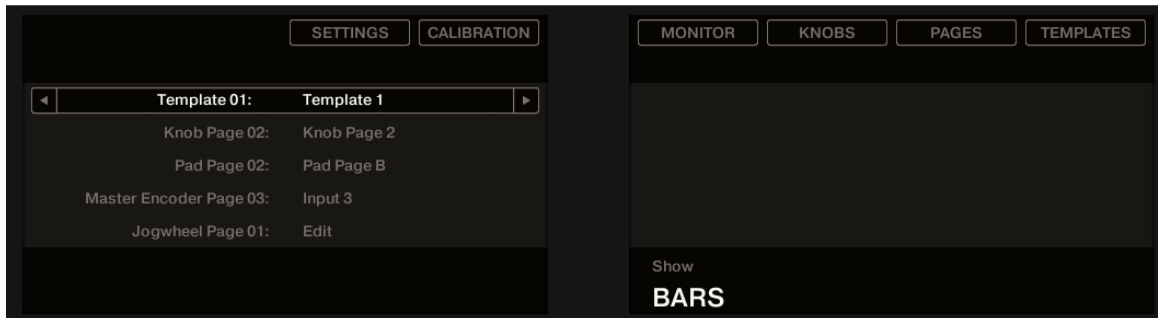 SETTINGS CALIBRATION
Template 01: Template 1
Knob Page 02: Knob Page 2
Pad Page 02: Pad Page B
Master Encoder Page 03: Input 3
Jogwheel Page 01: Edit
MONITOR KNOBS PAGES TEMPLATES
Show
BARS